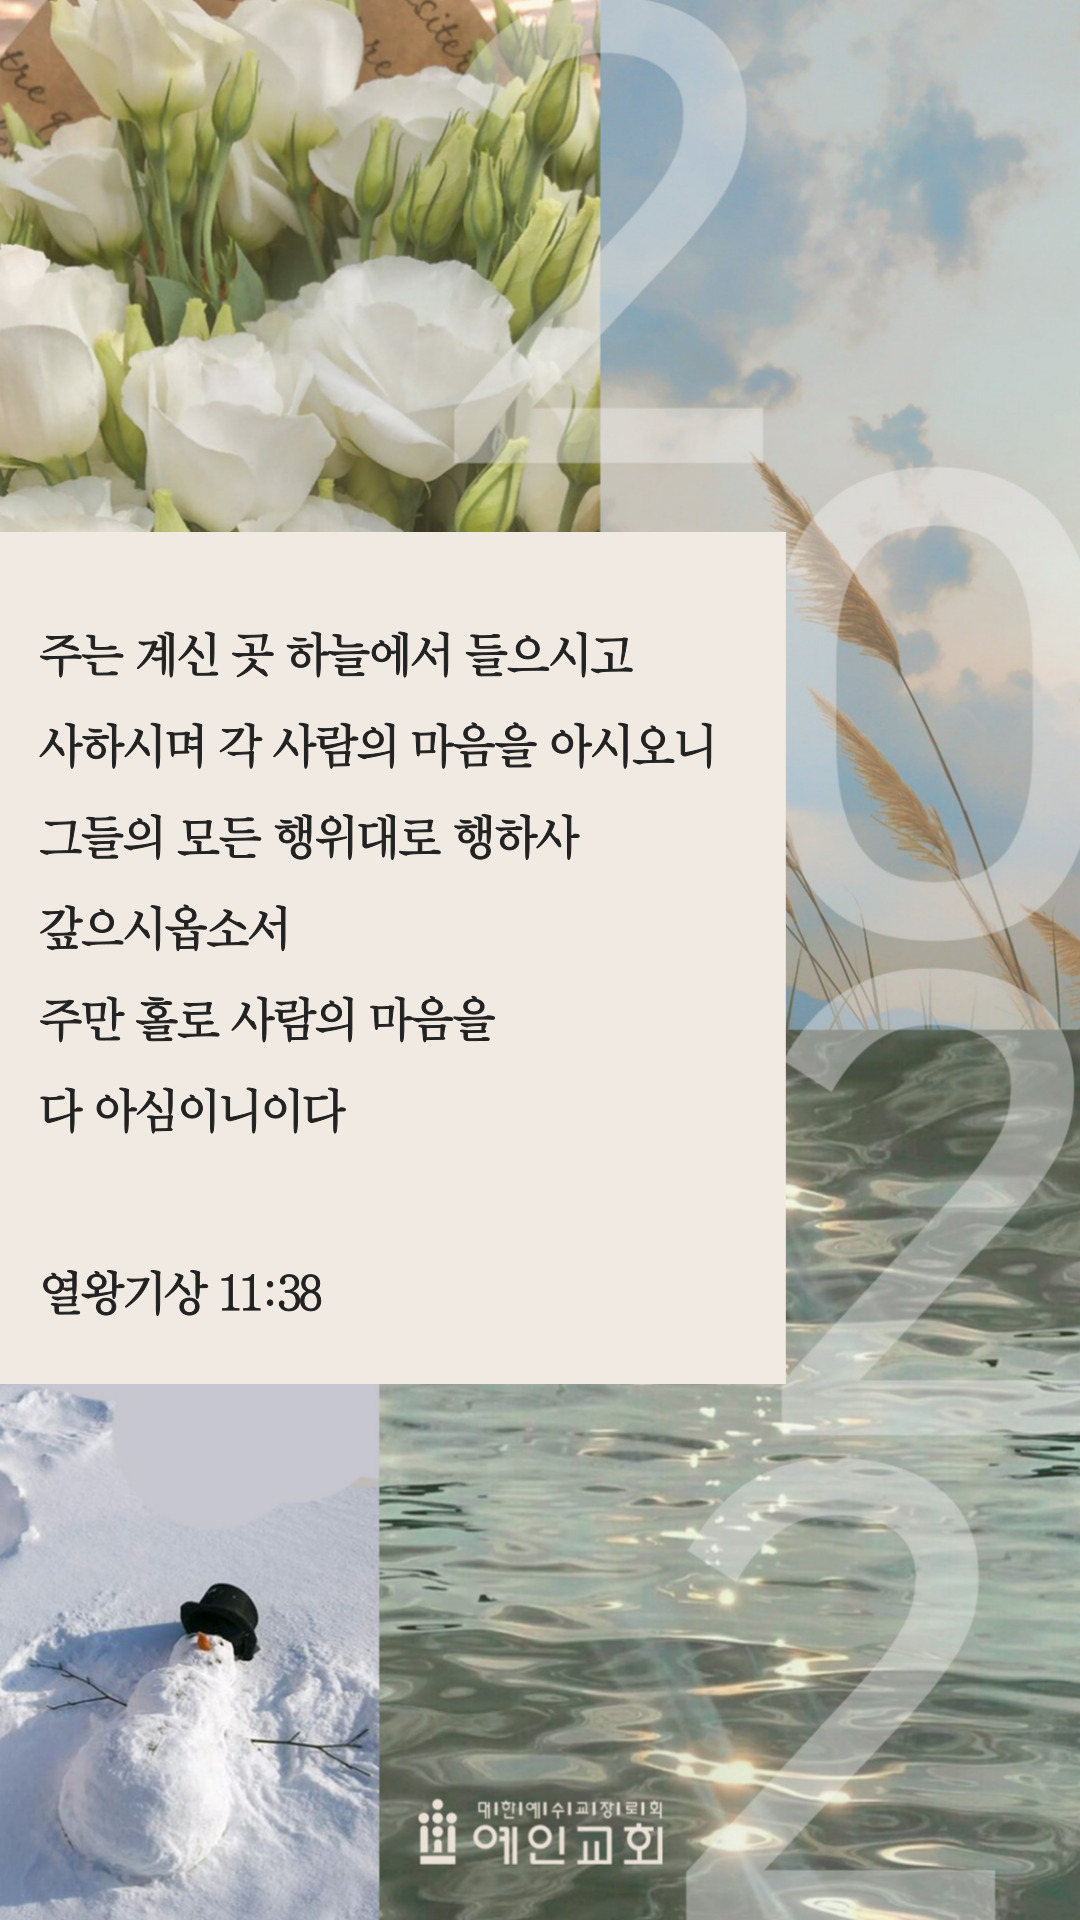 xciter
tre q
re
2
0
2
2
주는 계신 곳 하늘에서 들으시고
사하시며 각 사람의 마음을 아시오니
그들의 모든 행위대로 행하사
갚으시옵소서
주만 홀로 사람의 마음을
다 아심이니이다
열왕기상 11:38
대한예수교장로회
예인교회